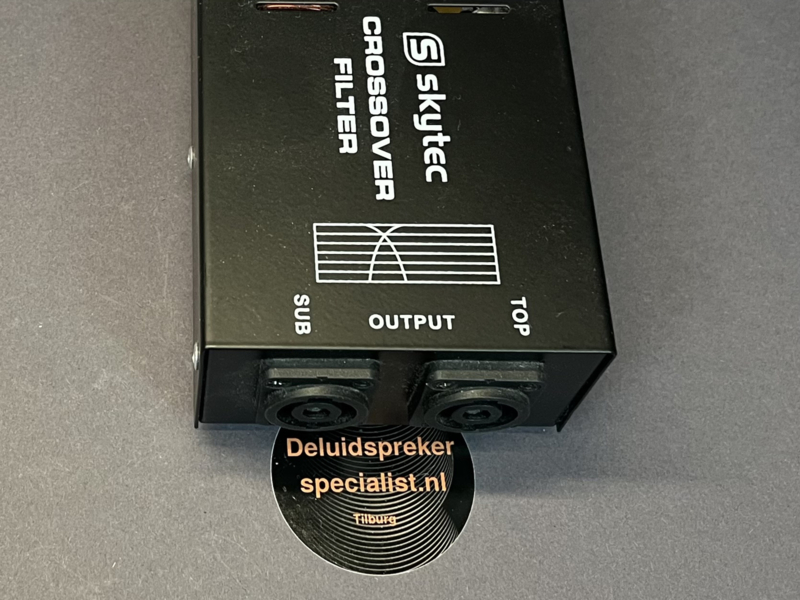 skytec
CROSSOVER
FILTER
SUB
OUTPUT
TOP
Deluidspreker
specialist.nl
Tilburg